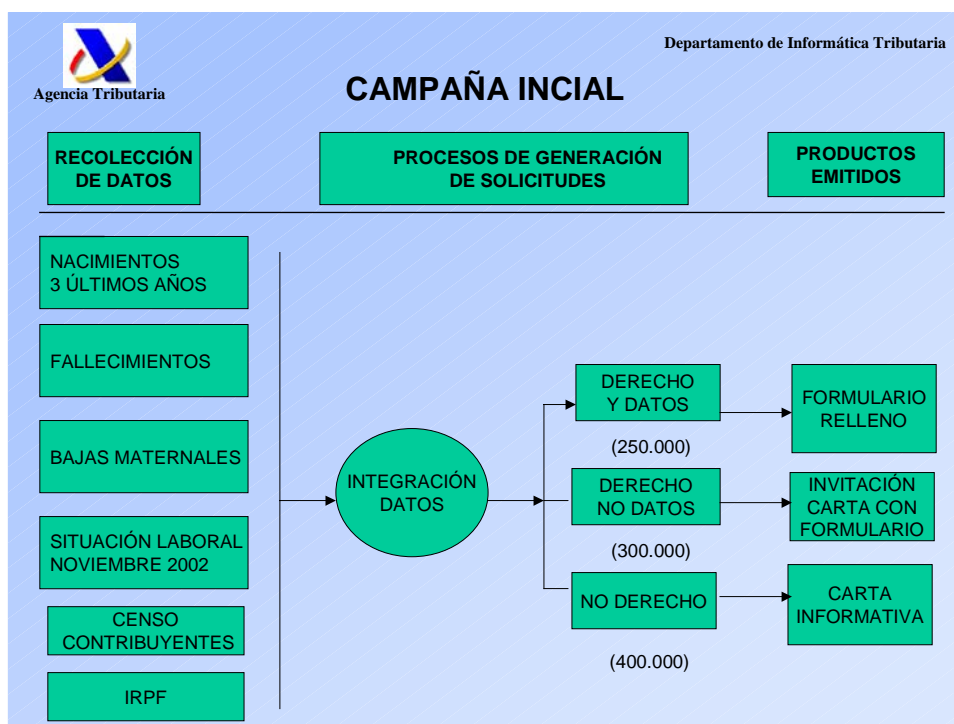 Departamento de Informática Tributaria
Agencia Tributaria
CAMPAÑA INCIAL
RECOLECCIÓN
DE DATOS
PROCESOS DE GENERACIÓN
DE SOLICITUDES
PRODUCTOS
EMITIDOS
NACIMIENTOS
3 ÚLTIMOS AÑOS
FALLECIMIENTOS
BAJAS MATERNALES
SITUACIÓN LABORAL
NOVIEMBRE 2002
CENSO
CONTRIBUYENTES
IRPF
INTEGRACIÓN
DATOS
DERECHO
Y DATOS
(250.000)
DERECHO
NO DATOS
(300.000)
NO DERECHO
(400.000)
FORMULARIO
RELLENO
INVITACIÓN
CARTA CON
FORMULARIO
CARTA
INFORMATIVA